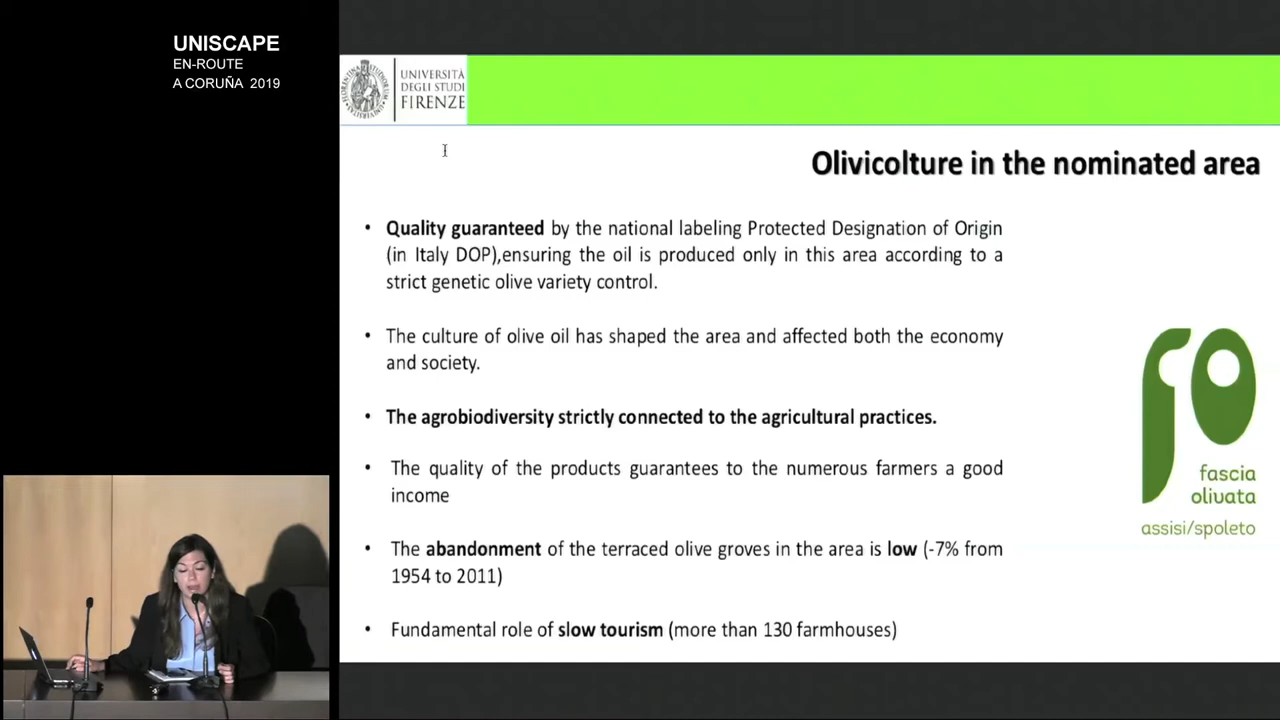 UNISCAPE
EN-ROUTE
A CORUÑA 2019
UNIVERSITÀ
DEGLI STUDI
FIRENZE
Olivicolture in the nominated area
• Quality guaranteed by the national labeling Protected Designation of Origin
(in Italy DOP),ensuring the oil is produced only in this area according to a
strict genetic olive variety control.
• The culture of olive oil has shaped the area and affected both the economy
and society.
• The agrobiodiversity strictly connected to the agricultural practices.
• The quality of the products guarantees to the numerous farmers a good
income
• The abandonment of the terraced olive groves in the area is low (-7% from
1954 to 2011)
• Fundamental role of slow tourism (more than 130 farmhouses)
fascia
olivata
assisi/spoleto